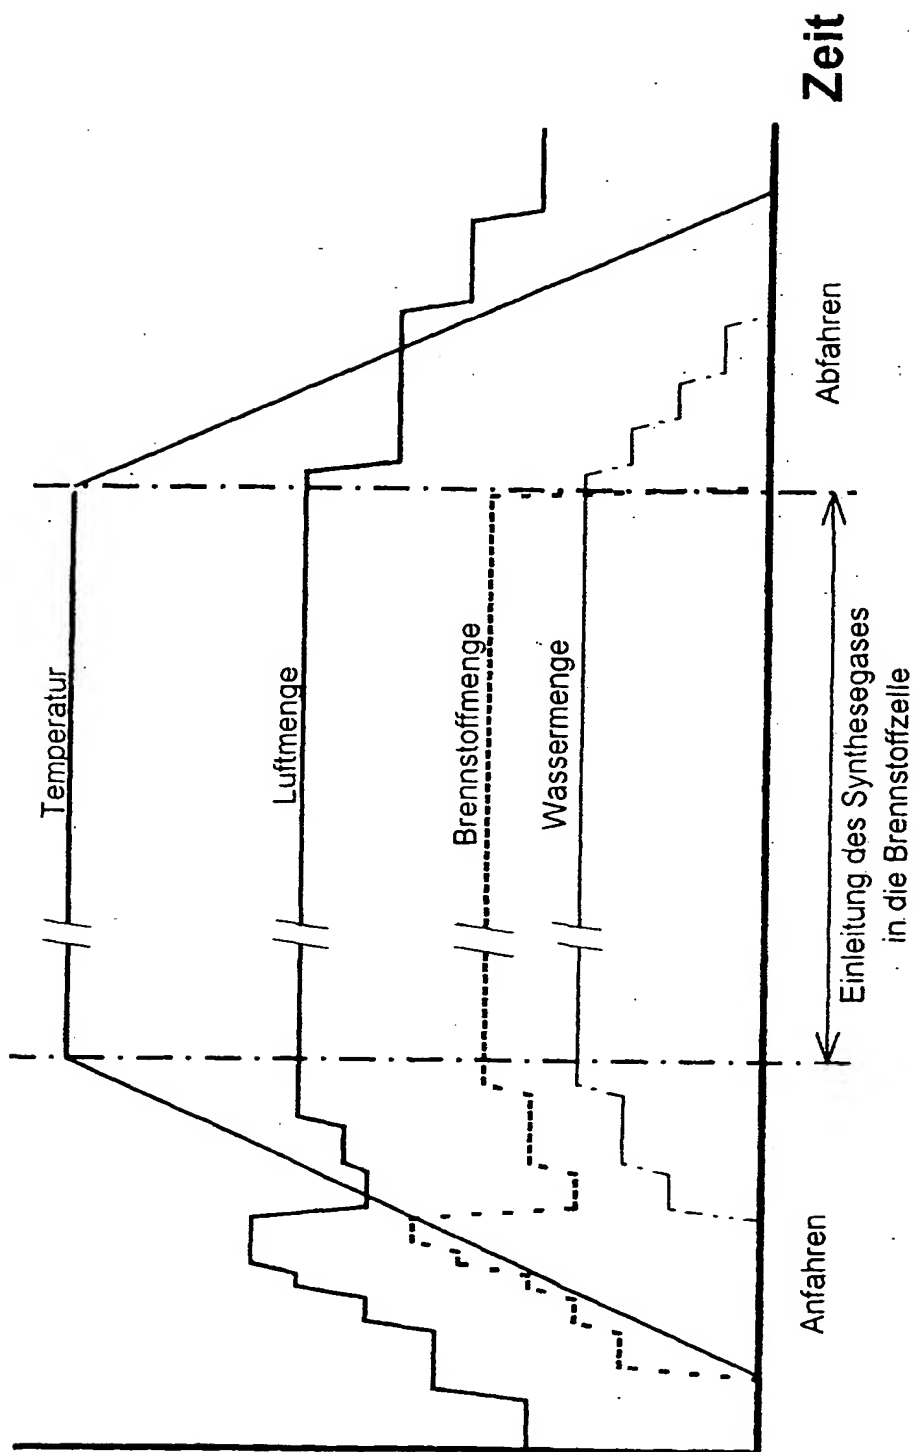 Temperatur
Luftmenge
Brennstoffmenge
Wassermenge
Anfahren
Einleitung des Synthesegases
in die Brennstoffzelle
Abfahren
Zeit